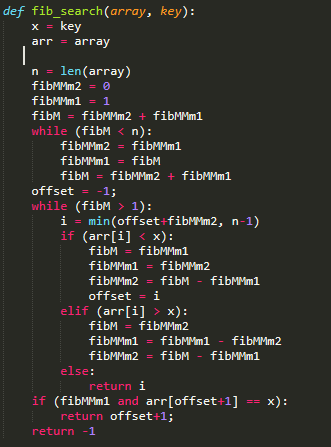 def fib_search(array, key):
    x = key
    arr = array

    n = len(array)
    fibMMm2 = 0
    fibMMm1 = 1
    fibM = fibMMm2 + fibMMm1
    while (fibM < n):
        fibMMm2 = fibMMm1
        fibMMm1 = fibM
        fibM = fibMMm2 + fibMMm1
    offset = -1;
    while (fibM > 1):
        i = min(offset+fibMMm2, n-1)
        if (arr[i] < x):
            fibM = fibMMm1
            fibMMm1 = fibMMm2
            fibMMm2 = fibM - fibMMm1
            offset = i
        elif (arr[i] > x):
            fibM = fibMMm2
            fibMMm1 = fibMMm1 - fibMMm2
            fibMMm2 = fibM - fibMMm1
        else:
            return i
    if (fibMMm1 and arr[offset+1] == x):
        return offset+1;
    return -1